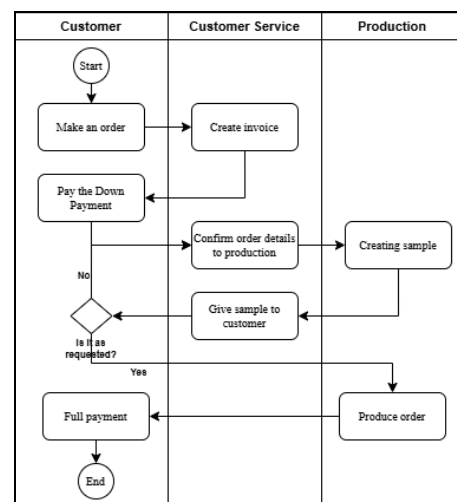 Customer
Customer Service
Production
Start
Make an order
Create invoice
Pay the Down
Payment
Confirm order details
to production
Creating sample
No
Give sample to
customer
Is it as
requested?
Yes
Full payment
Produce order
End